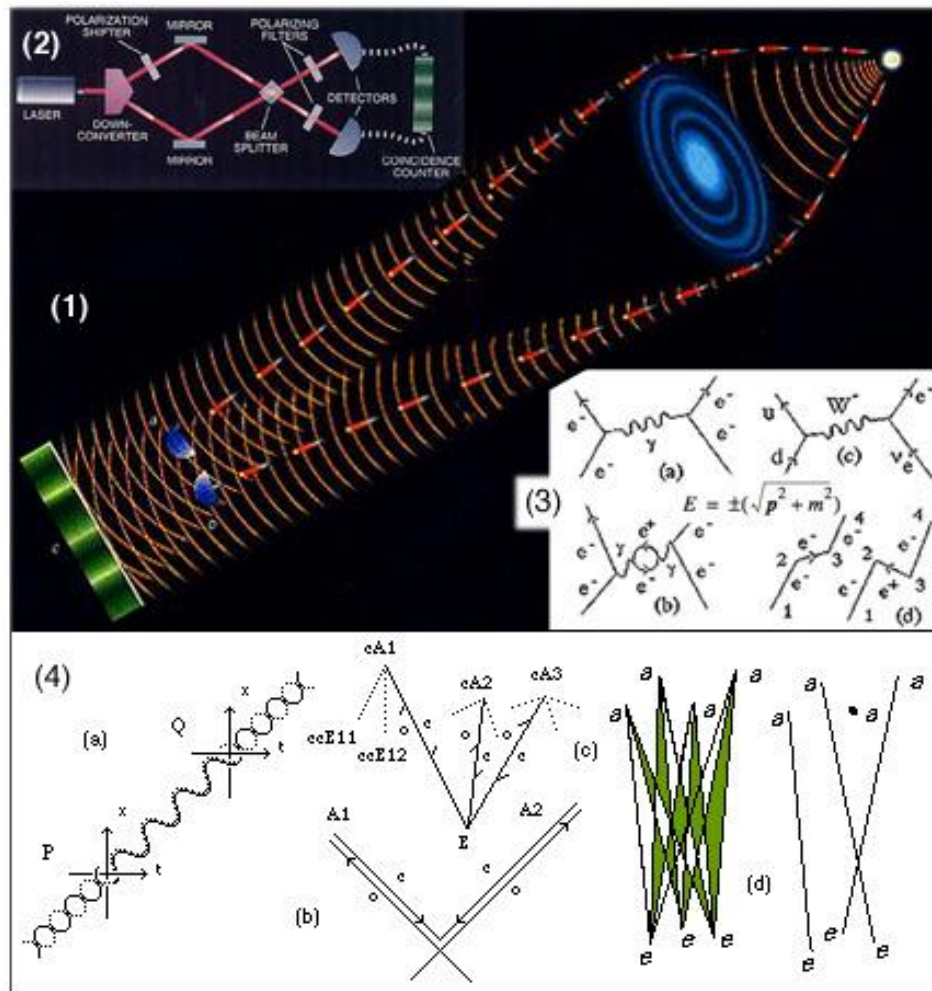 (2)
POLARIZATION
SHIFTER
MIRROR
POLARIZING
FILTERS
LASER
DOWN-
CONVERTER
MIRROR
BEAM
SPLITTER
DETECTORS
COINCIDENCE
COUNTER
(1)
c
(3)
e⁻
e⁻
γ
e⁻
e⁻
(a)
u
d
W⁻
e⁻
νe
(c)
E = ±(√p² + m²)
e⁻
e⁻
γ
e⁺
e⁻
γ
e⁻
e⁻
(b)
1
e⁻
2
e⁻
3
e⁻
4
1
e⁻
2
e⁺
3
e⁻
4
(d)
(4)
(a)
P
x
t
Q
x
t
cA1
cA2
cA3
ccE11
ccE12
o
c
o
c
o
c
E
(c)
A1
A2
c
o
c
o
(b)
a
a
a
a
e
e
e
(d)
a
a
a
a
e
e
e